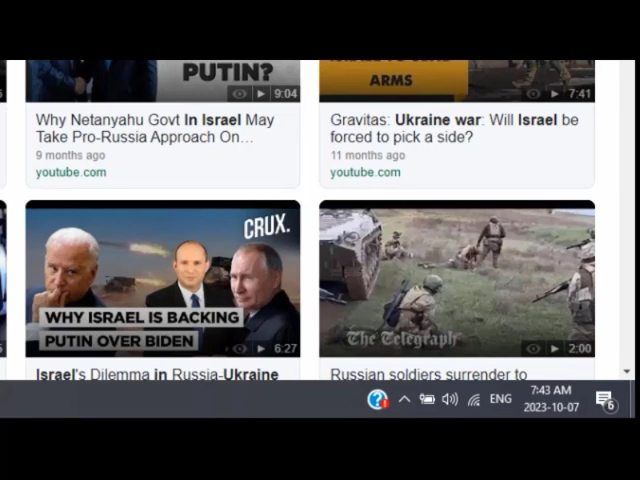 PUTIN?
9:04
ARMS
7:41
Why Netanyahu Govt In Israel May
Take Pro-Russia Approach On...
9 months ago
youtube.com
Gravitas: Ukraine war: Will Israel be
forced to pick a side?
11 months ago
youtube.com
CRUX.
WHY ISRAEL IS BACKING
PUTIN OVER BIDEN
6:27
The Telegraph
2:00
Israel's Dilemma in Russia-Ukraine
Russian soldiers surrender to
7:43 AM
ENG
2023-10-07
6